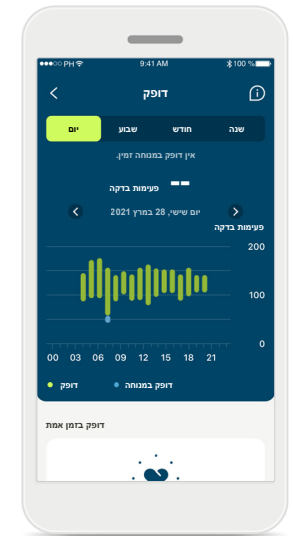 PH 9:41 AM 100 %
דופק
יום שבוע חודש שנה
אין דופק במנוחה זמין.
-- פעימות בדקה
יום שישי, 28 במרץ 2021
פעימות בדקה
200
100
0
00 03 06 09 12 15 18 21
דופק דופק במנוחה
דופק בזמן אמת